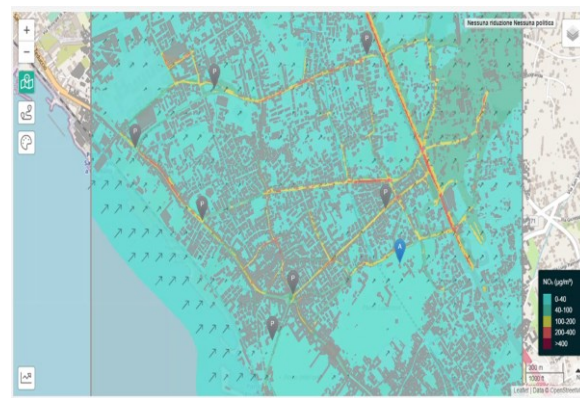 Nessuna riduzione Nessuna politica
+
−
P
P
P
P
P
A
P
P
NO₂ (µg/m³)
0-40
40-100
100-200
200-400
>400
300 m
1000 ft
Leaflet | Data © OpenStreetM